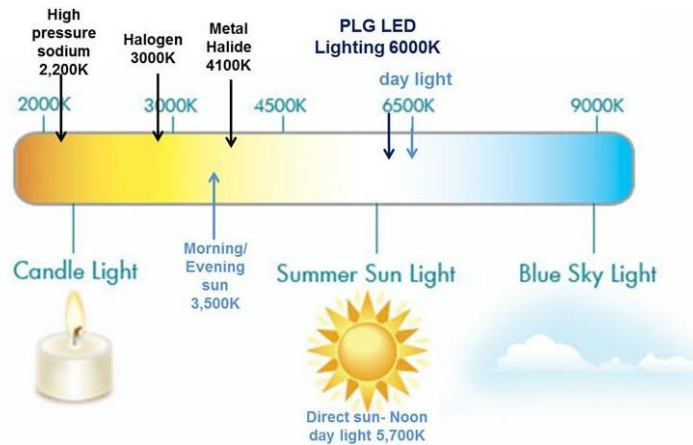 High
pressure
sodium
2,200K
Halogen
3000K
Metal
Halide
4100K
PLG LED
Lighting 6000K
day light
2000K
3000K
4500K
6500K
9000K
Morning/
Evening
sun
3,500K
Candle Light
Summer Sun Light
Blue Sky Light
Direct sun- Noon
day light 5,700K